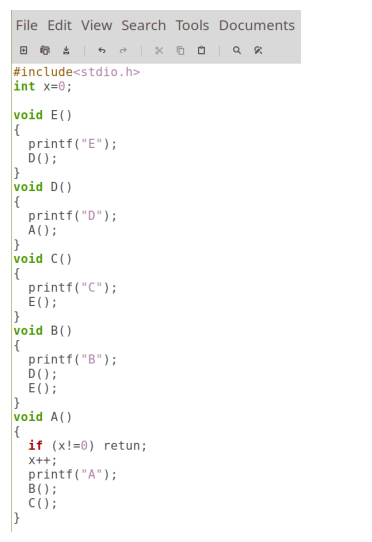 File Edit View Search Tools Documents
#include<stdio.h>
int x=0;
void E()
{
printf("E");
D();
}
void D()
{
printf("D");
A();
}
void C()
{
printf("C");
E();
}
void B()
{
printf("B");
D();
E();
}
void A()
{
if (x!=0) retun;
x++;
printf("A");
B();
C();
}